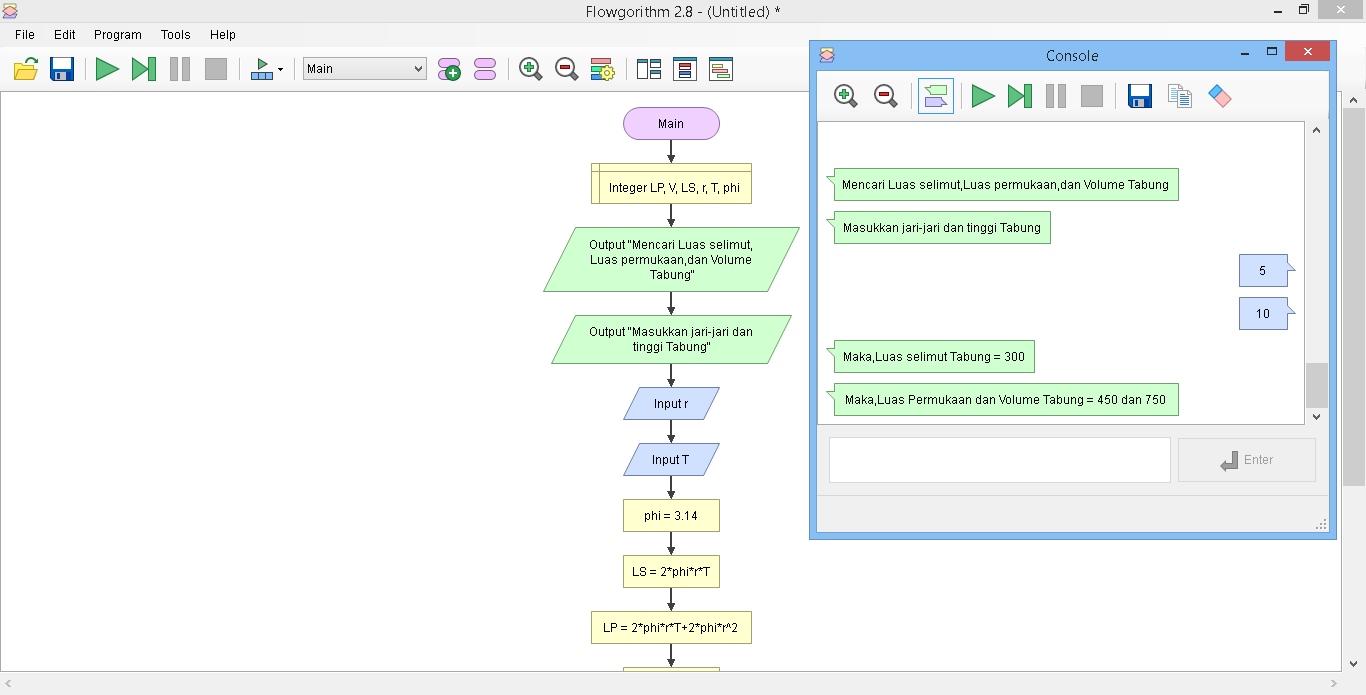 Flowgorithm 2.8 - (Untitled) *
File Edit Program Tools Help
Main
Main
Integer LP, V, LS, r, T, phi
Output "Mencari Luas selimut,
Luas permukaan,dan Volume
Tabung"
Output "Masukkan jari-jari dan
tinggi Tabung"
Input r
Input T
phi = 3.14
LS = 2*phi*r*T
LP = 2*phi*r*T+2*phi*r^2
Console
Mencari Luas selimut,Luas permukaan,dan Volume Tabung
Masukkan jari-jari dan tinggi Tabung
5
10
Maka,Luas selimut Tabung = 300
Maka,Luas Permukaan dan Volume Tabung = 450 dan 750
Enter